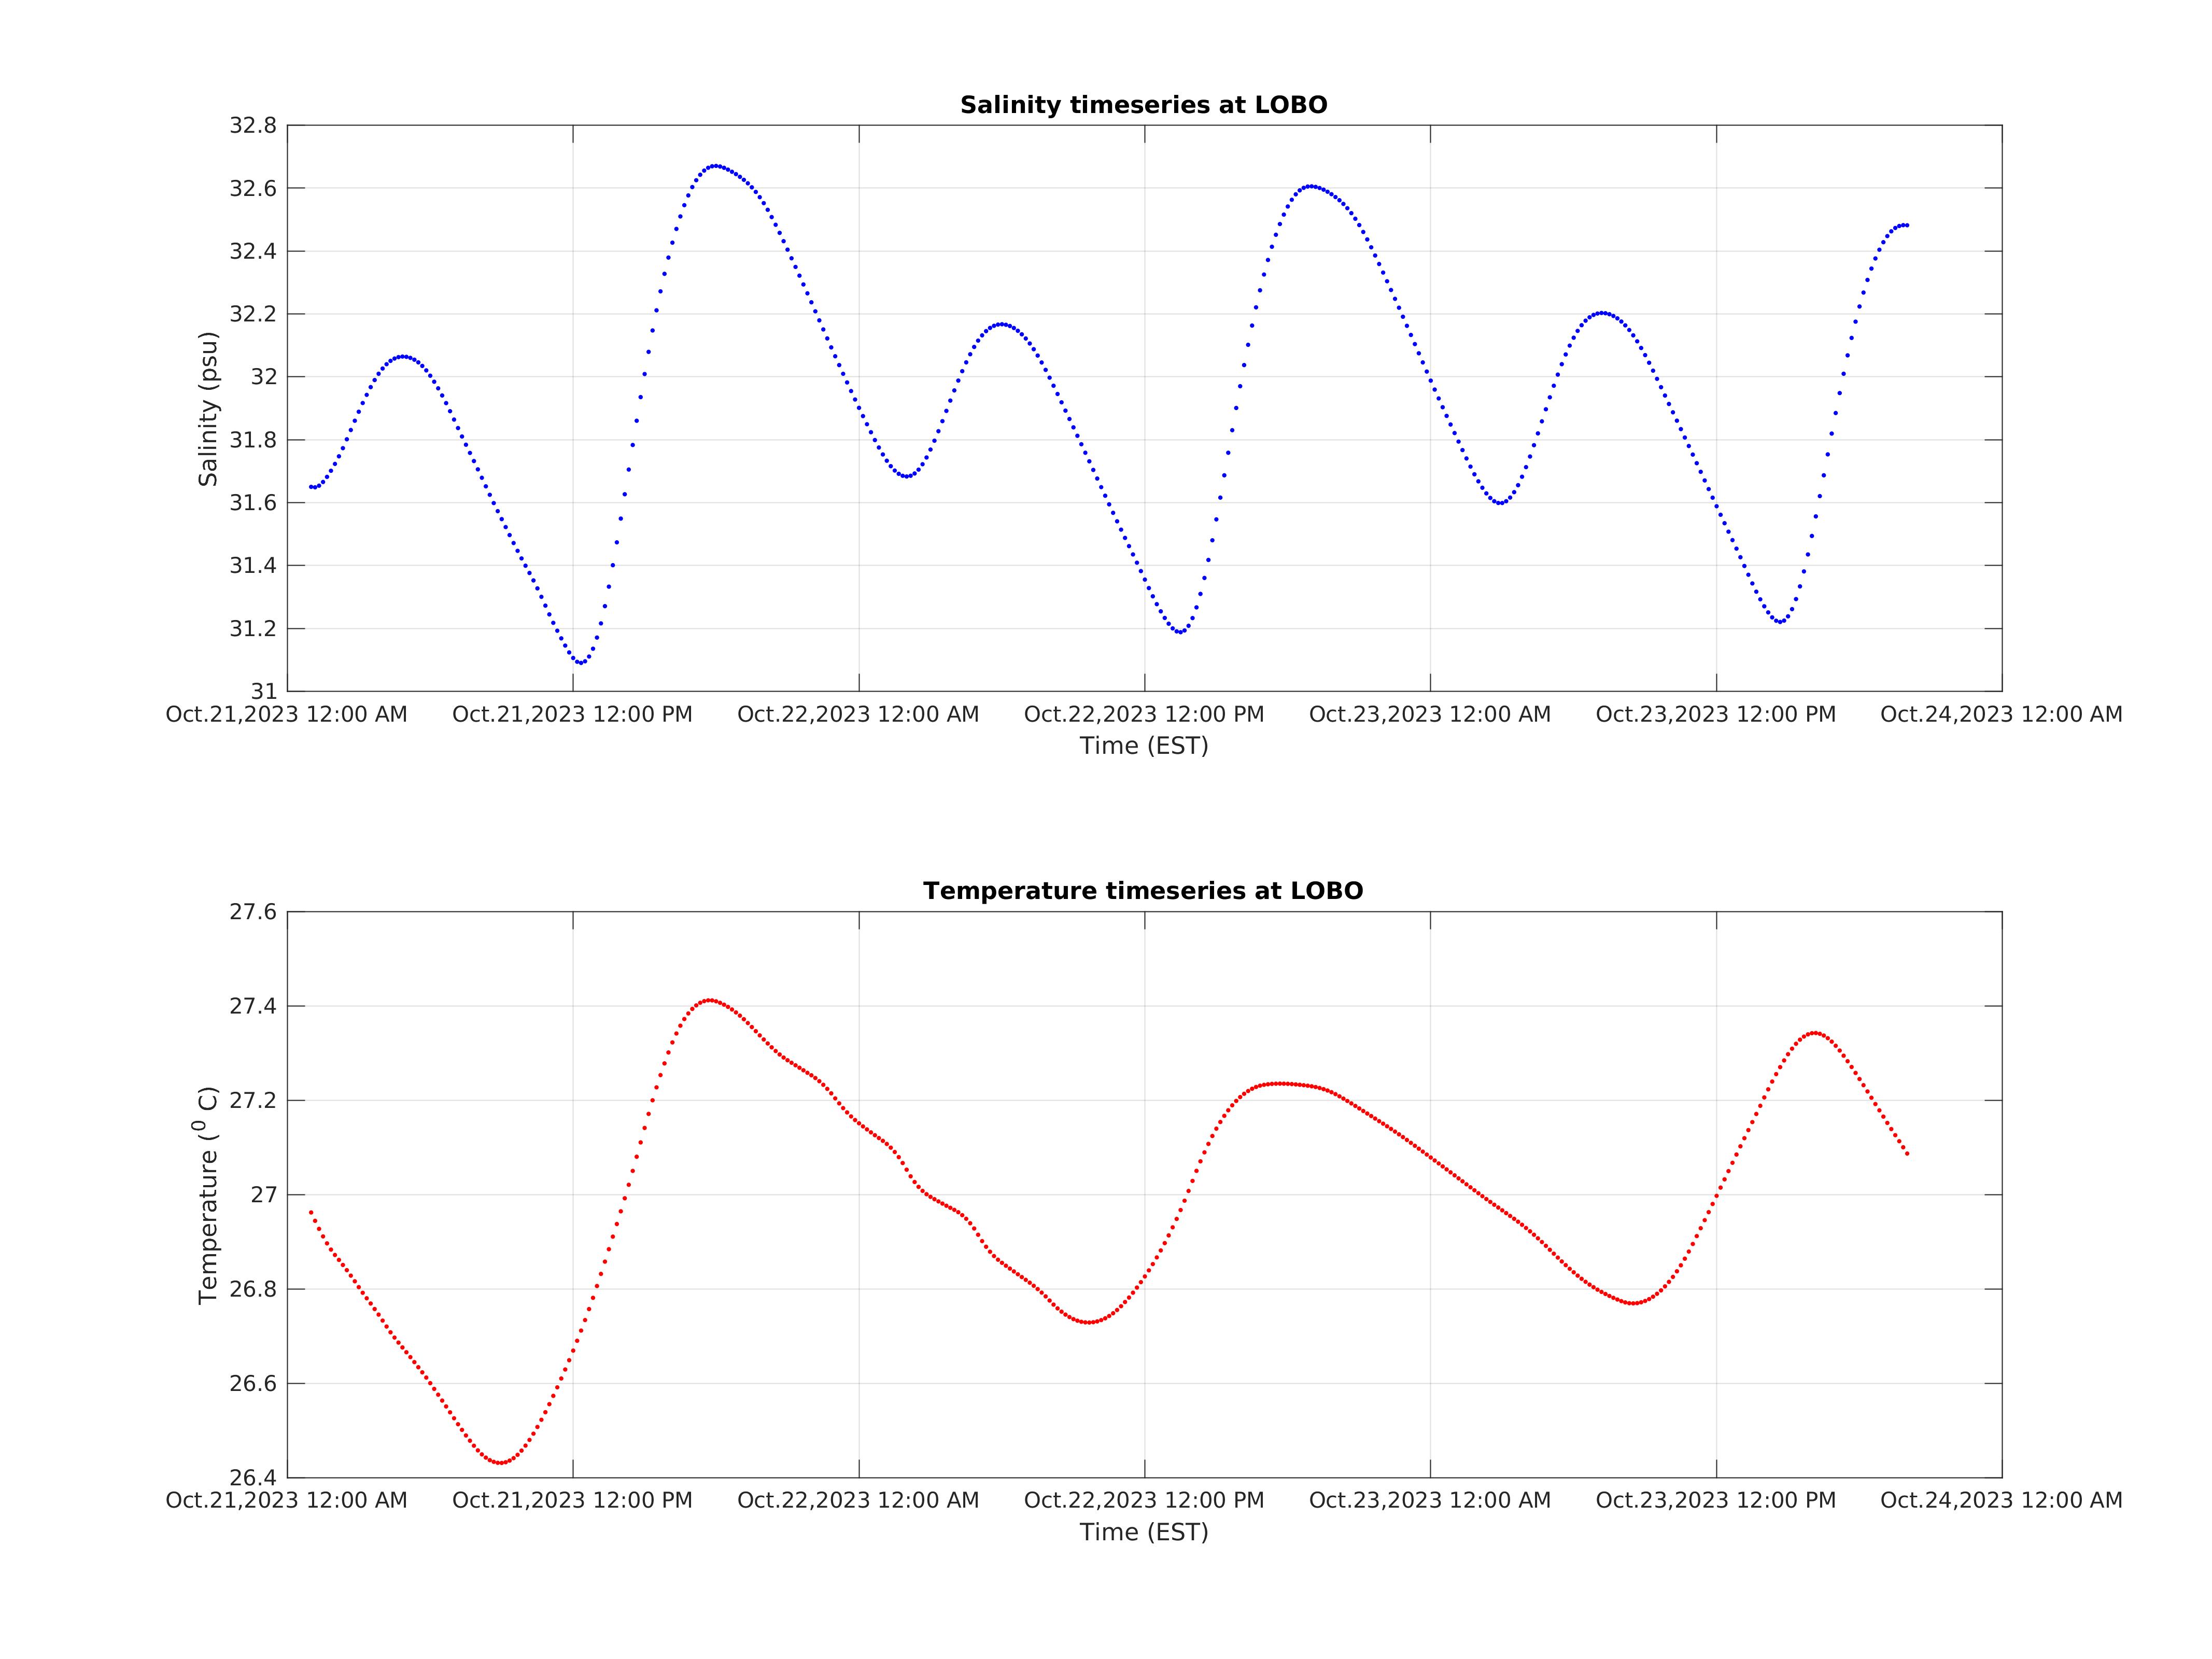 Salinity timeseries at LOBO
32.8
32.6
32.4
32.2
32
31.8
31.6
31.4
31.2
31
Salinity (psu)
Oct.21,2023 12:00 AM Oct.21,2023 12:00 PM Oct.22,2023 12:00 AM Oct.22,2023 12:00 PM Oct.23,2023 12:00 AM Oct.23,2023 12:00 PM Oct.24,2023 12:00 AM
Time (EST)
Temperature timeseries at LOBO
27.6
27.4
27.2
27
26.8
26.6
26.4
Temperature (⁰ C)
Oct.21,2023 12:00 AM Oct.21,2023 12:00 PM Oct.22,2023 12:00 AM Oct.22,2023 12:00 PM Oct.23,2023 12:00 AM Oct.23,2023 12:00 PM Oct.24,2023 12:00 AM
Time (EST)